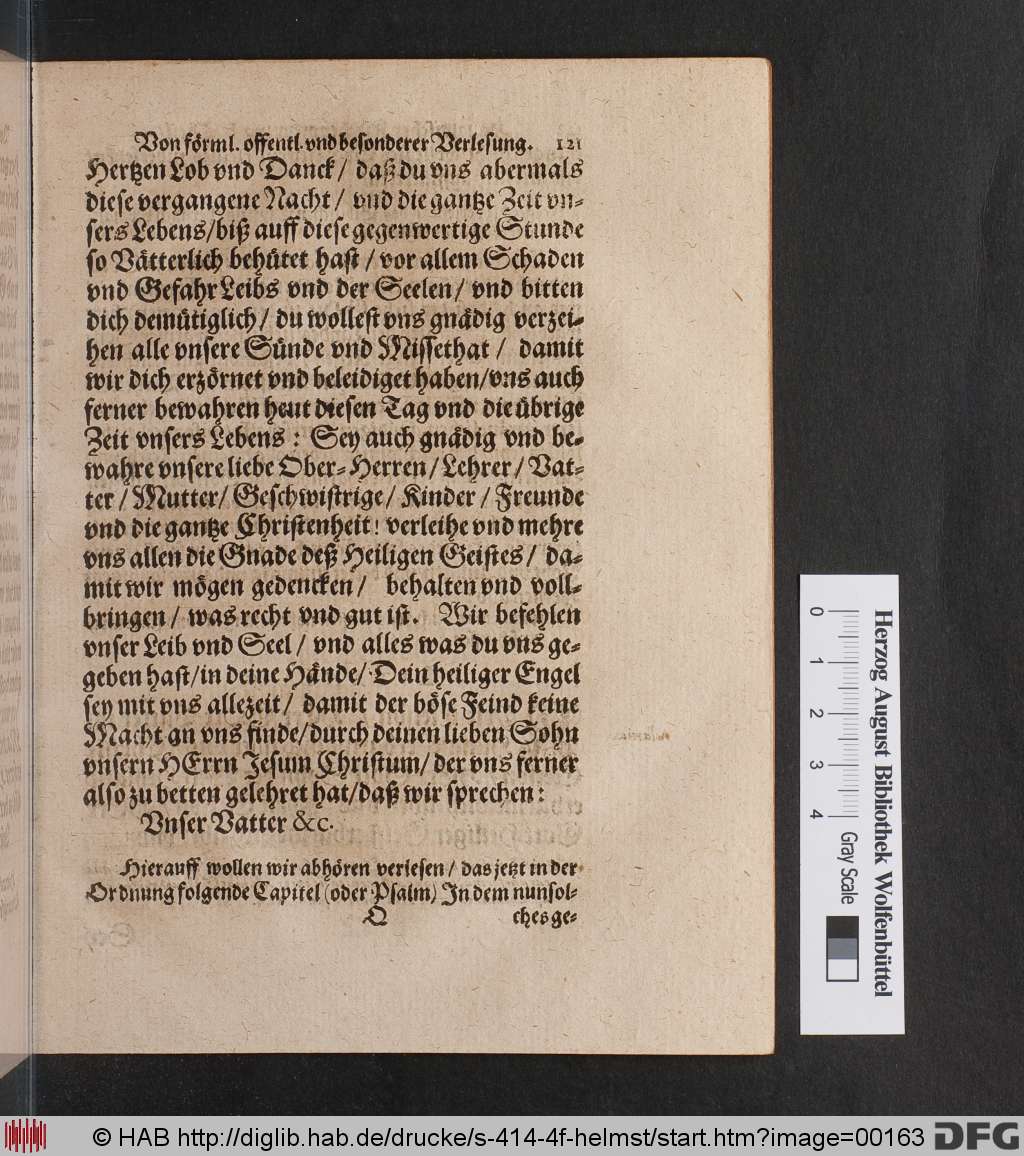 Von förml. offentl. vnd besonderer Verlesung. 121
Hertzen Lob vnd Danck / daß du vns abermals
diese vergangene Nacht / vnd die gantze Zeit vn-
sers Lebens/biß auff diese gegenwertige Stunde
so Vätterlich behütet hast / vor allem Schaden
vnd Gefahr Leibs vnd der Seelen/ vnd bitten
dich demütiglich/ du wollest vns gnädig verzei-
hen alle vnsere Sünde vnd Missethat / damit
wir dich erzörnet vnd beleidiget haben/vns auch
ferner bewahren heut diesen Tag vnd die übrige
Zeit vnsers Lebens : Sey auch gnädig vnd be-
wahre vnsere liebe Ober-Herren/Lehrer/ Vat-
ter / Mutter/ Geschwistrige/ Kinder / Freunde
vnd die gantze Christenheit! verleihe vnd mehre
vns allen die Gnade deß Heiligen Geistes/ da-
mit wir mögen gedencken/ behalten vnd voll-
bringen/ was recht vnd gut ist. Wir befehlen
vnser Leib vnd Seel / vnd alles was du vns ge-
geben hast/in deine Hände/ Dein heiliger Engel
sey mit vns allezeit/ damit der böse Feind keine
Macht an vns finde/durch deinen lieben Sohn
vnsern HErrn Jesum Christum/ der vns ferner
also zu betten gelehret hat/daß wir sprechen:
Vnser Vatter &c.
Hierauff wollen wir abhören verlesen / das jetzt in der
Ordnung folgende Capitel (oder Psalm) In dem nun sol-
Q ches ge-
0 1 2 3 4
Gray Scale
Herzog August Bibliothek Wolfenbüttel
© HAB http://diglib.hab.de/drucke/s-414-4f-helmst/start.htm?image=00163 DFG